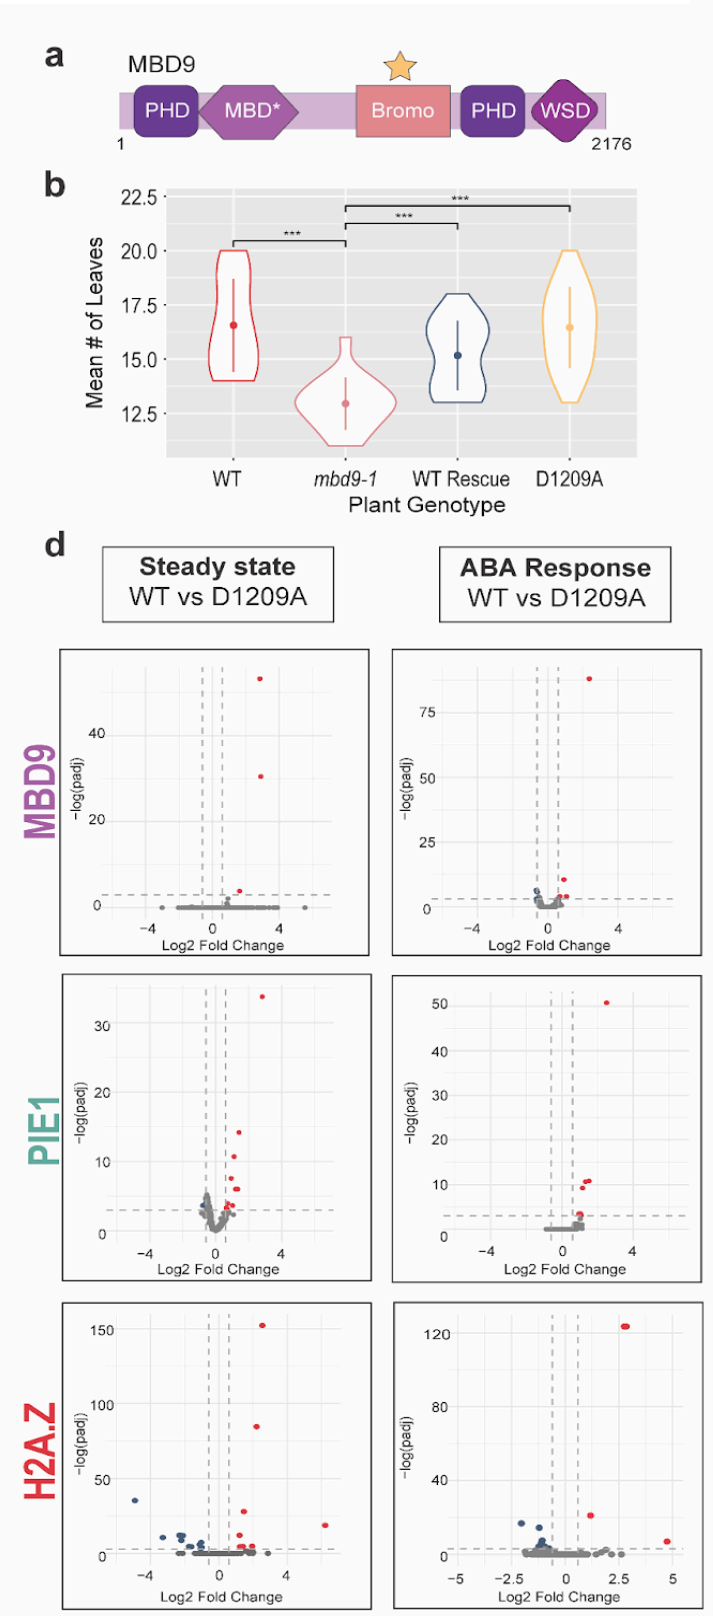 a
MBD9
PHD
MBD*
Bromo
PHD
WSD
1
2176
b
22.5
20.0
17.5
15.0
12.5
Mean # of Leaves
***
***
***
WT
mbd9-1
WT Rescue
D1209A
Plant Genotype
d
Steady state
WT vs D1209A
ABA Response
WT vs D1209A
MBD9
−log(padj)
40
20
0
−4
0
4
Log2 Fold Change
−log(padj)
75
50
25
0
−4
0
4
Log2 Fold Change
PIE1
−log(padj)
30
20
10
0
−4
0
4
Log2 Fold Change
−log(padj)
50
40
30
20
10
0
−4
0
4
Log2 Fold Change
H2A.Z
−log(padj)
150
100
50
0
−4
0
4
Log2 Fold Change
−log(padj)
120
80
40
0
−5
−2.5
0
2.5
5
Log2 Fold Change